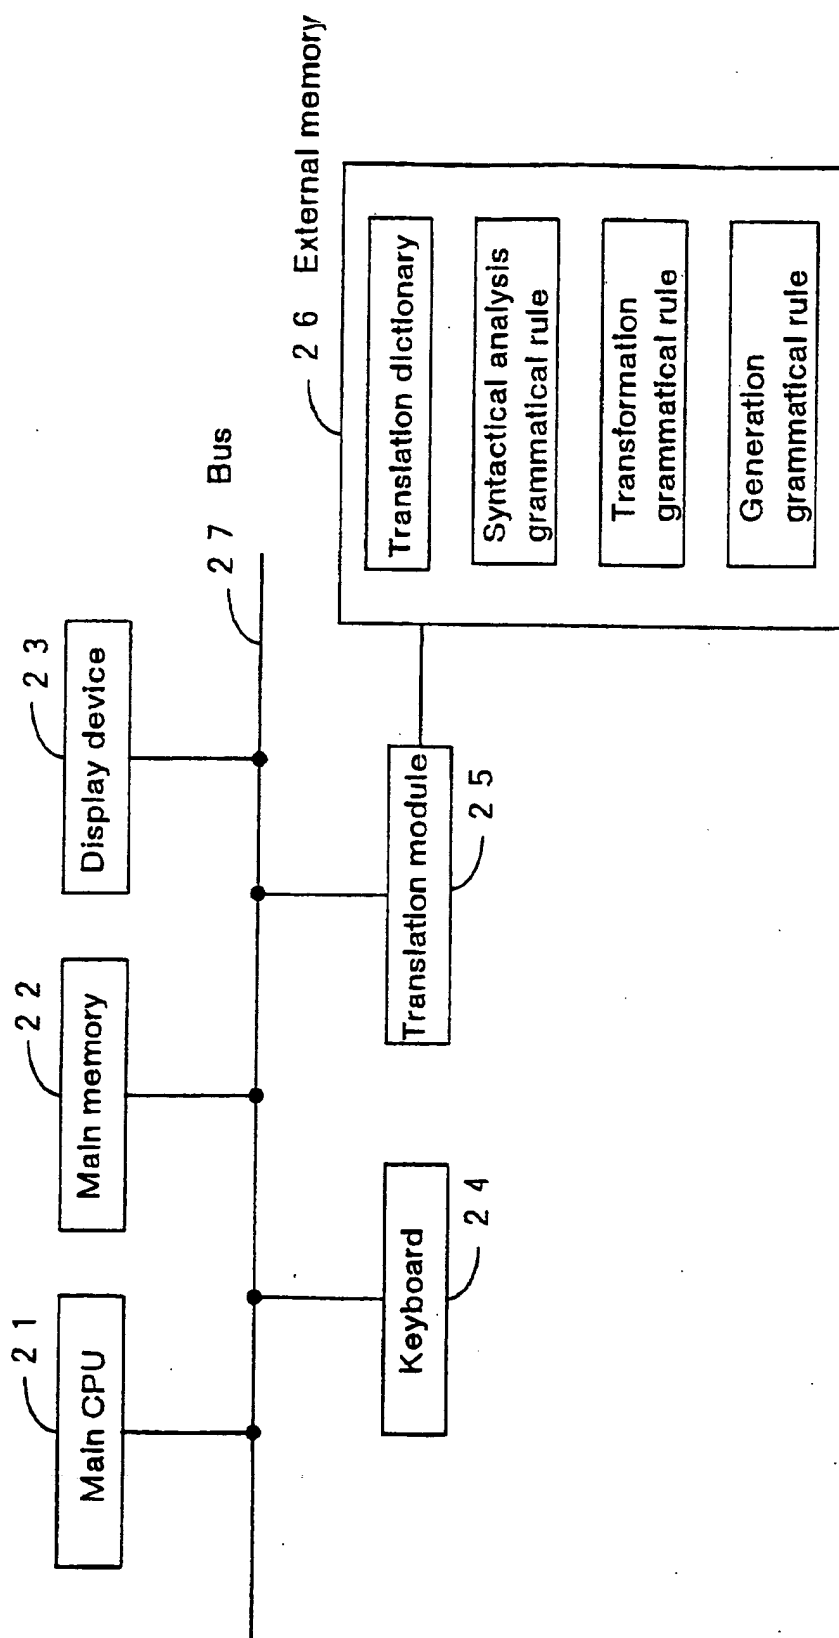 2 1
Main CPU
2 2
Main memory
2 3
Display device
2 7 Bus
Keyboard
2 4
Translation module
2 5
2 6 External memory
Translation dictionary
Syntactical analysis
grammatical rule
Transformation
grammatical rule
Generation
grammatical rule